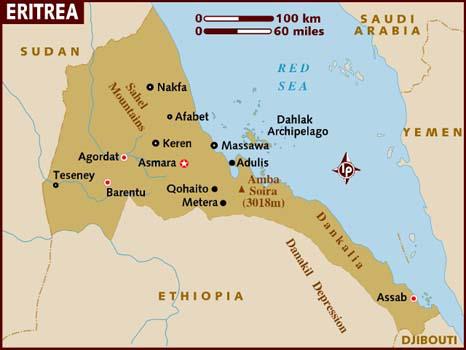 ERITREA
0
100 km
0
60 miles
SAUDI
ARABIA
SUDAN
RED
SEA
Nakfa
Sahel
Mountains
Afabet
Dahlak
Archipelago
YEMEN
Keren
Massawa
Agordat
Asmara
Adulis
Teseney
Barentu
Qohaito
Amba
Soira
(3018m)
Metera
LP
Dankalia
Danakil Depression
ETHIOPIA
Assab
DJIBOUTI